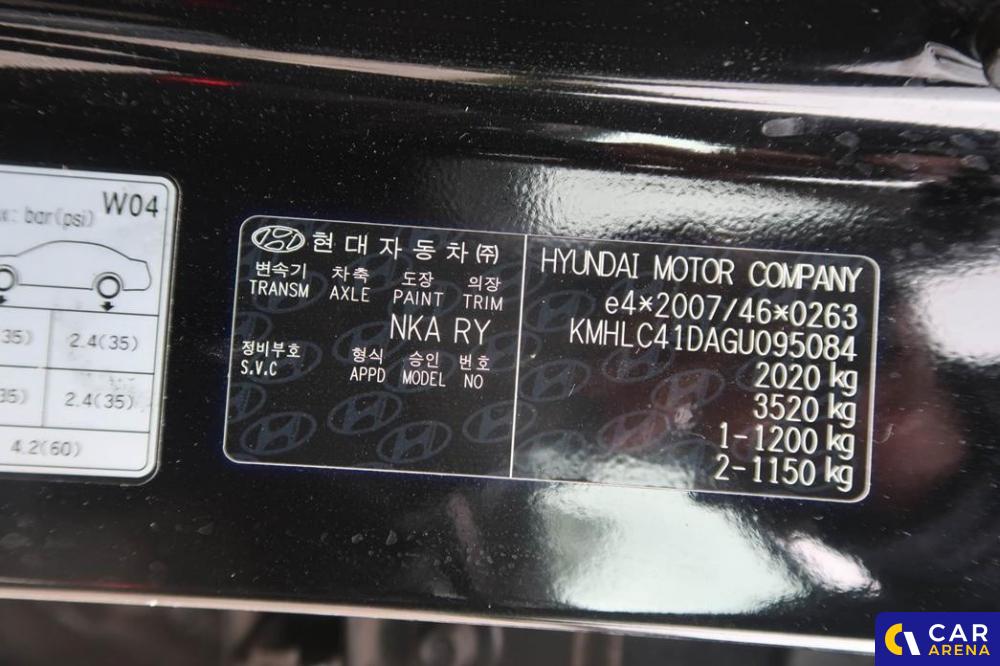 x: bar(psi) W04
35) 2.4(35)
35) 2.4(35)
4.2(60)
현대자동차(주)
변속기 차축 도장 의장
TRANSM AXLE PAINT TRIM
NKA RY
정비부호 형식 승인 번호
S.V.C APPD MODEL NO
HYUNDAI MOTOR COMPANY
e4*2007/46*0263
KMHLC41DAGU095084
2020 kg
3520 kg
1-1200 kg
2-1150 kg
CAR
ARENA